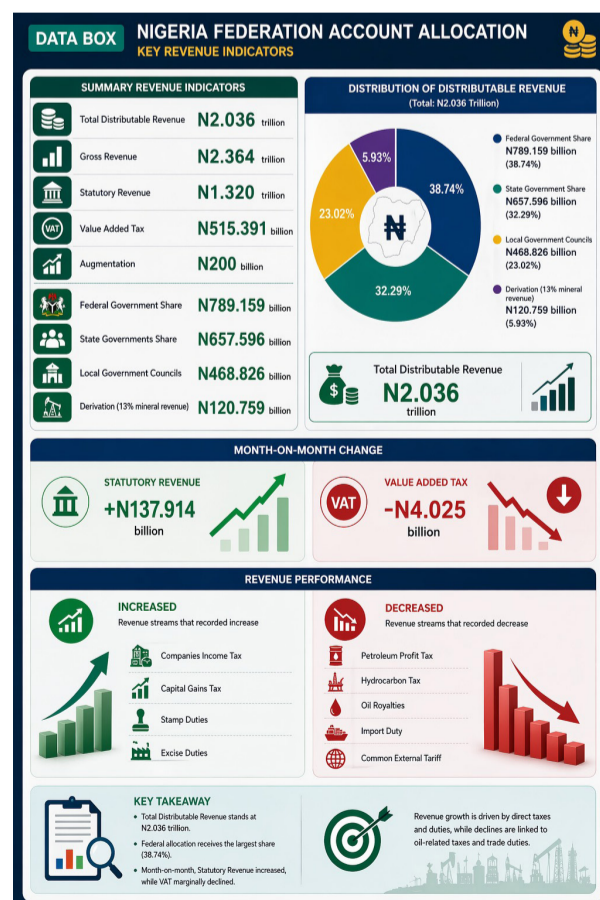 DATA BOX
NIGERIA FEDERATION ACCOUNT ALLOCATION
KEY REVENUE INDICATORS
₦
SUMMARY REVENUE INDICATORS
Total Distributable Revenue N2.036 trillion
Gross Revenue N2.364 trillion
Statutory Revenue N1.320 trillion
VAT Value Added Tax N515.391 billion
Augmentation N200 billion
Federal Government Share N789.159 billion
State Governments Share N657.596 billion
Local Government Councils N468.826 billion
Derivation (13% mineral revenue) N120.759 billion
DISTRIBUTION OF DISTRIBUTABLE REVENUE
(Total: N2.036 Trillion)
5.93%
38.74%
23.02%
32.29%
₦
Federal Government Share
N789.159 billion
(38.74%)
State Government Share
N657.596 billion
(32.29%)
Local Government Councils
N468.826 billion
(23.02%)
Derivation (13% mineral
revenue)
N120.759 billion
(5.93%)
$
Total Distributable Revenue
N2.036
trillion
MONTH-ON-MONTH CHANGE
STATUTORY REVENUE
+N137.914
billion
VAT
VALUE ADDED TAX
-N4.025
billion
REVENUE PERFORMANCE
INCREASED
Revenue streams that recorded increase
Companies Income Tax
Capital Gains Tax
Stamp Duties
Excise Duties
DECREASED
Revenue streams that recorded decrease
Petroleum Profit Tax
Hydrocarbon Tax
Oil Royalties
Import Duty
Common External Tariff
KEY TAKEAWAY
• Total Distributable Revenue stands at
N2.036 trillion.
• Federal allocation receives the largest share
(38.74%).
• Month-on-month, Statutory Revenue increased,
while VAT marginally declined.
Revenue growth is driven by direct taxes
and duties, while declines are linked to
oil-related taxes and trade duties.